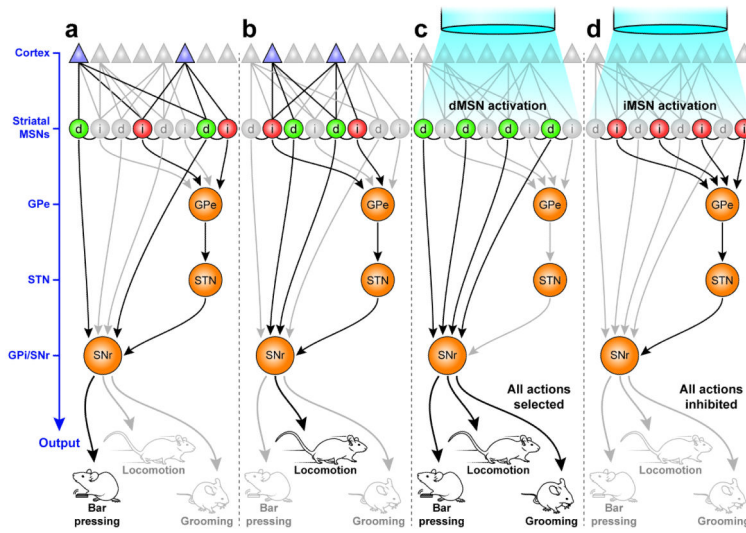 a
b
c
d
Cortex
Striatal
MSNs
GPe
STN
GPi/SNr
Output
d i d i i d i
GPe
STN
SNr
Locomotion
Bar
pressing
Grooming
d i d i d i d i
GPe
STN
SNr
Locomotion
Bar
pressing
Grooming
dMSN activation
d i d i d i d i
GPe
STN
SNr
All actions
selected
Locomotion
Bar
pressing
Grooming
iMSN activation
d i d i d i d i
GPe
STN
SNr
All actions
inhibited
Locomotion
Bar
pressing
Grooming